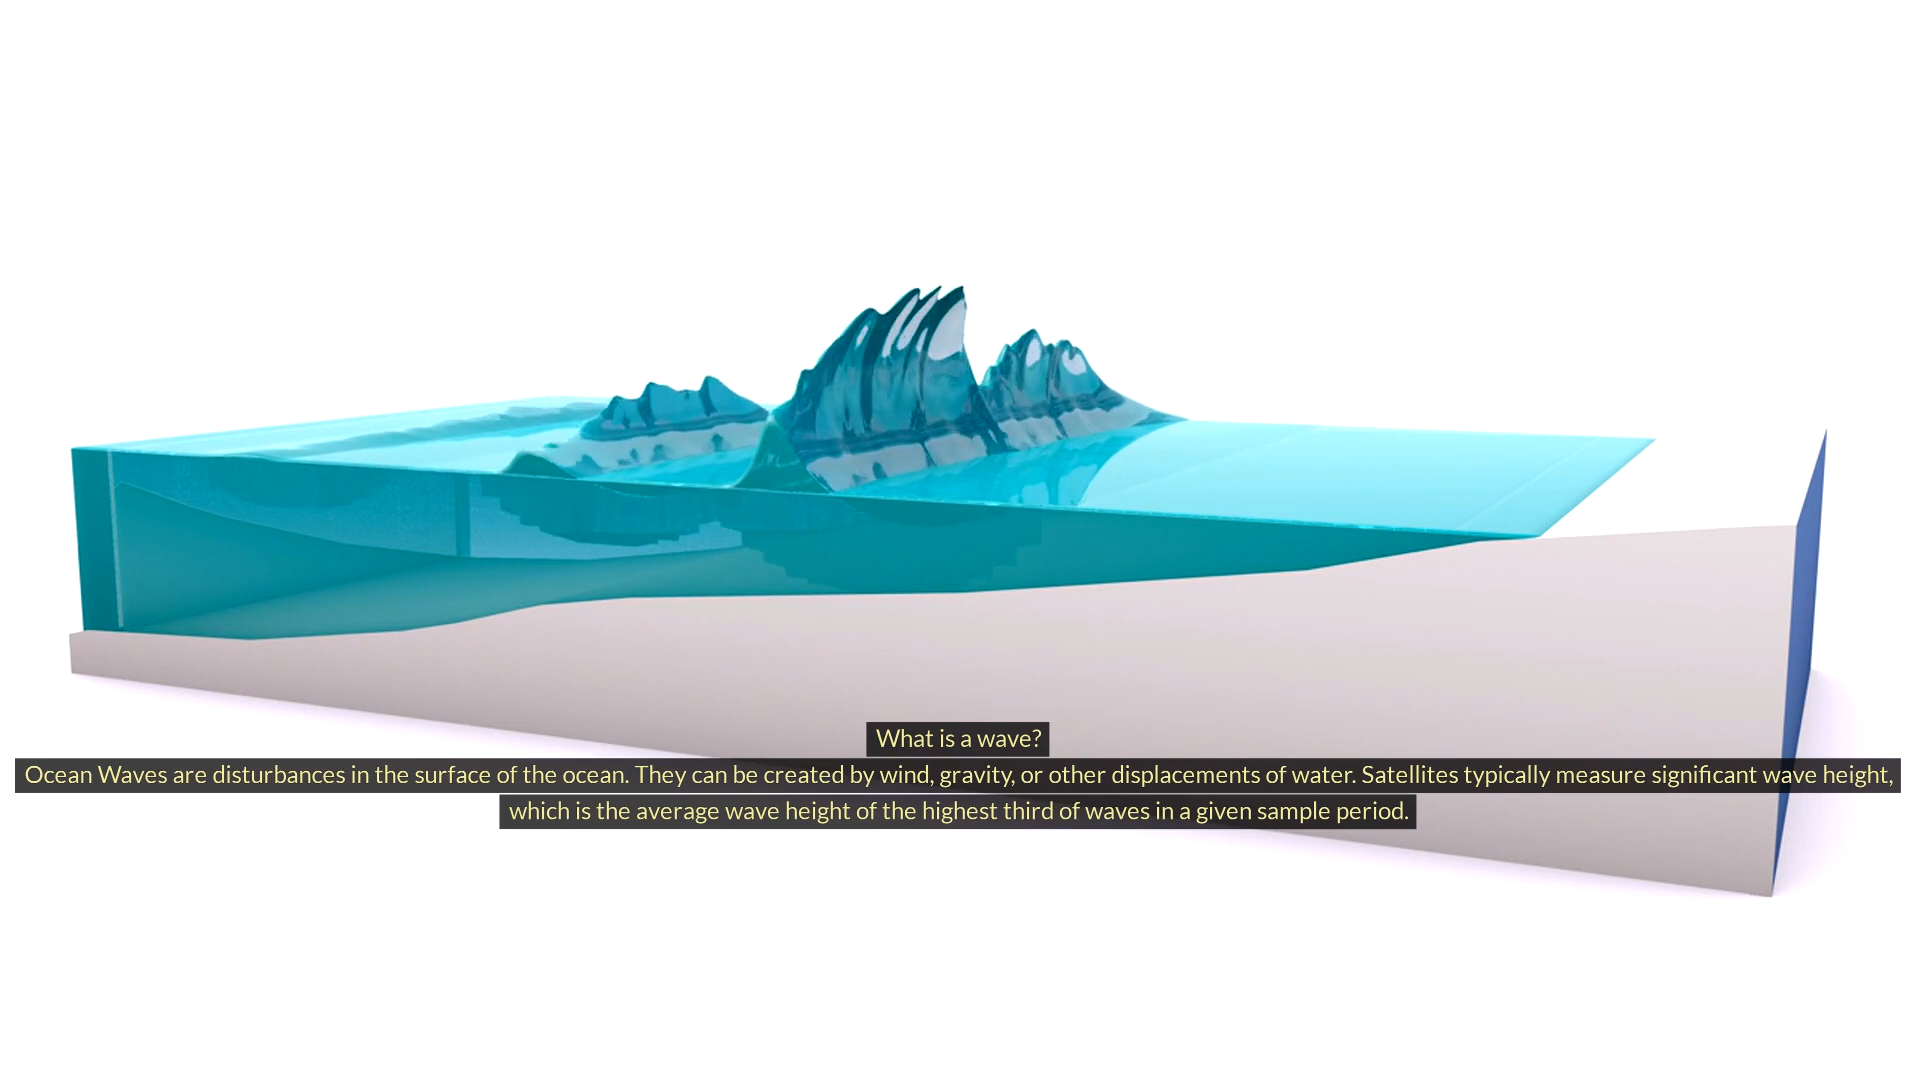 What is a wave?
Ocean Waves are disturbances in the surface of the ocean. They can be created by wind, gravity, or other displacements of water. Satellites typically measure significant wave height,
which is the average wave height of the highest third of waves in a given sample period.